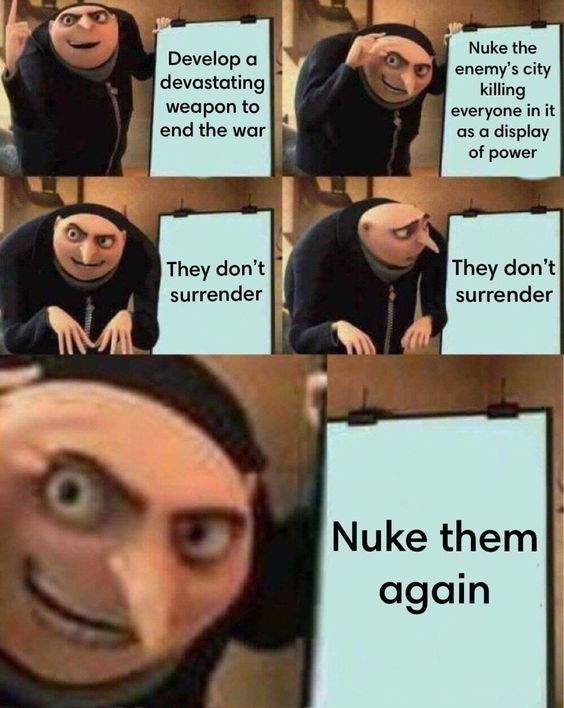 Develop a
devastating
weapon to
end the war
Nuke the
enemy's city
killing
everyone in it
as a display
of power
They don't
surrender
They don't
surrender
Nuke them
again